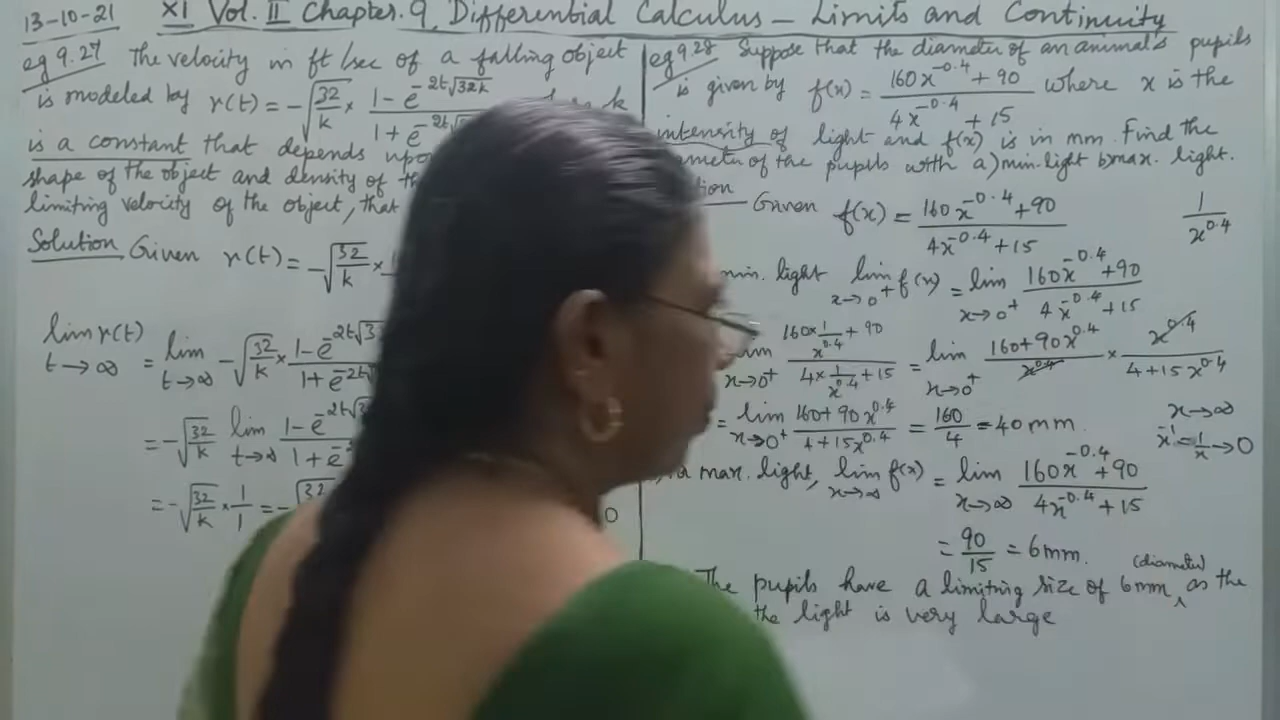 13-10-21 XI Vol. II Chapter. 9 Differential Calculus – Limits and Continuity
eg 9.27 The velocity in ft/sec of a falling object
is modeled by r(t) = -√(32/k) × (1 - e^(-2t√32k)) / (1 + e^(-2t√
is a constant that depends
shape of the object and density of
limiting velocity of the object, that
Solution Given r(t) = -√(32/k) ×
lim r(t) t→∞ = lim t→∞ -√(32/k) × (1 - e^(-2t√3 / (1 + e^(-2t√
= -√(32/k) lim t→∞ (1 - e^(-2t√3 / (1 + e^-
= -√(32/k) × 1/1 = -√(32
0
eg 9.28 Suppose that the diameter of an animal's pupils
is given by f(x) = (160x^(-0.4) + 90) / (4x^(-0.4) + 15) where x is the
intensity of light and f(x) is in mm. Find the
of the pupils with a) min. light b) max. light.
Given f(x) = (160x^(-0.4) + 90) / (4x^(-0.4) + 15)
1/x^0.4
min. light lim x→0+ f(x) = lim x→0+ (160x^(-0.4) + 90) / (4x^(-0.4) + 15)
lim x→0+ (160 × 1/x^0.4 + 90) / (4 × 1/x^0.4 + 15) = lim x→0+ (160 + 90x^0.4) / x^0.4 × x^0.4 / (4 + 15x^0.4)
= lim x→0+ (160 + 90x^0.4) / (4 + 15x^0.4) = 160/4 = 40 mm.
x→∞
x^-1 = 1/x → 0
max. light, lim x→∞ f(x) = lim x→∞ (160x^(-0.4) + 90) / (4x^(-0.4) + 15)
= 90/15 = 6mm.
(diameter)
The pupils have a limiting size of 6mm, ^ as the
the light is very large